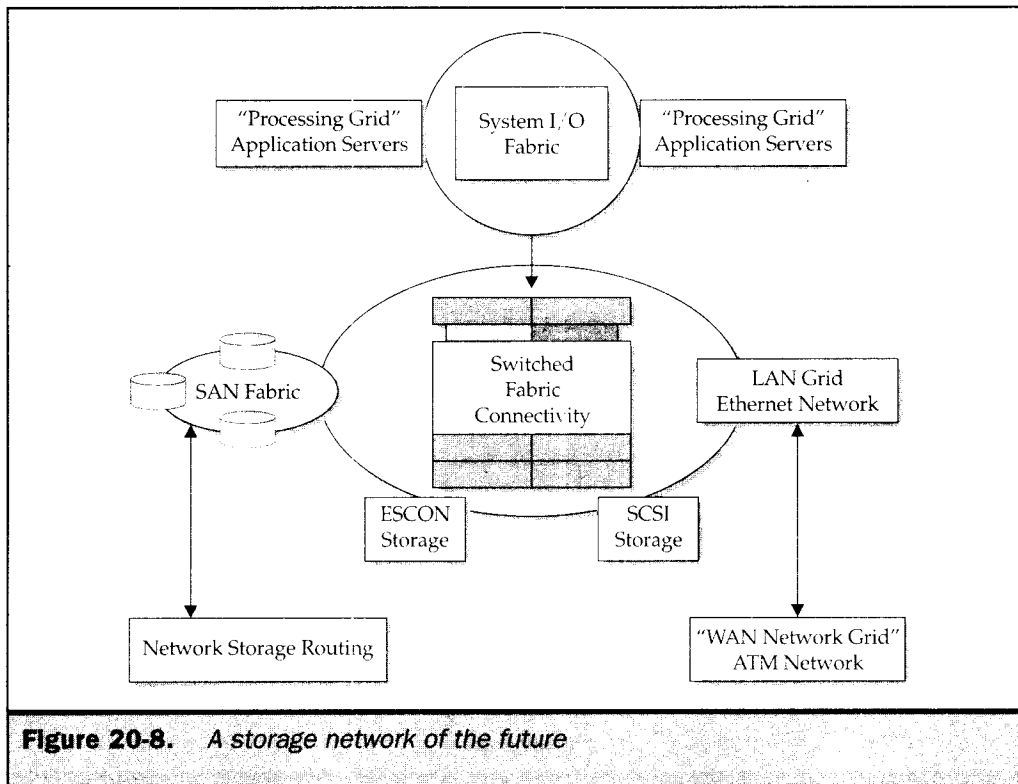 "Processing Grid"
Application Servers
System I/O
Fabric
"Processing Grid"
Application Servers
SAN Fabric
Switched
Fabric
Connectivity
LAN Grid
Ethernet Network
ESCON
Storage
SCSI
Storage
Network Storage Routing
"WAN Network Grid"
ATM Network
Figure 20-8. A storage network of the future